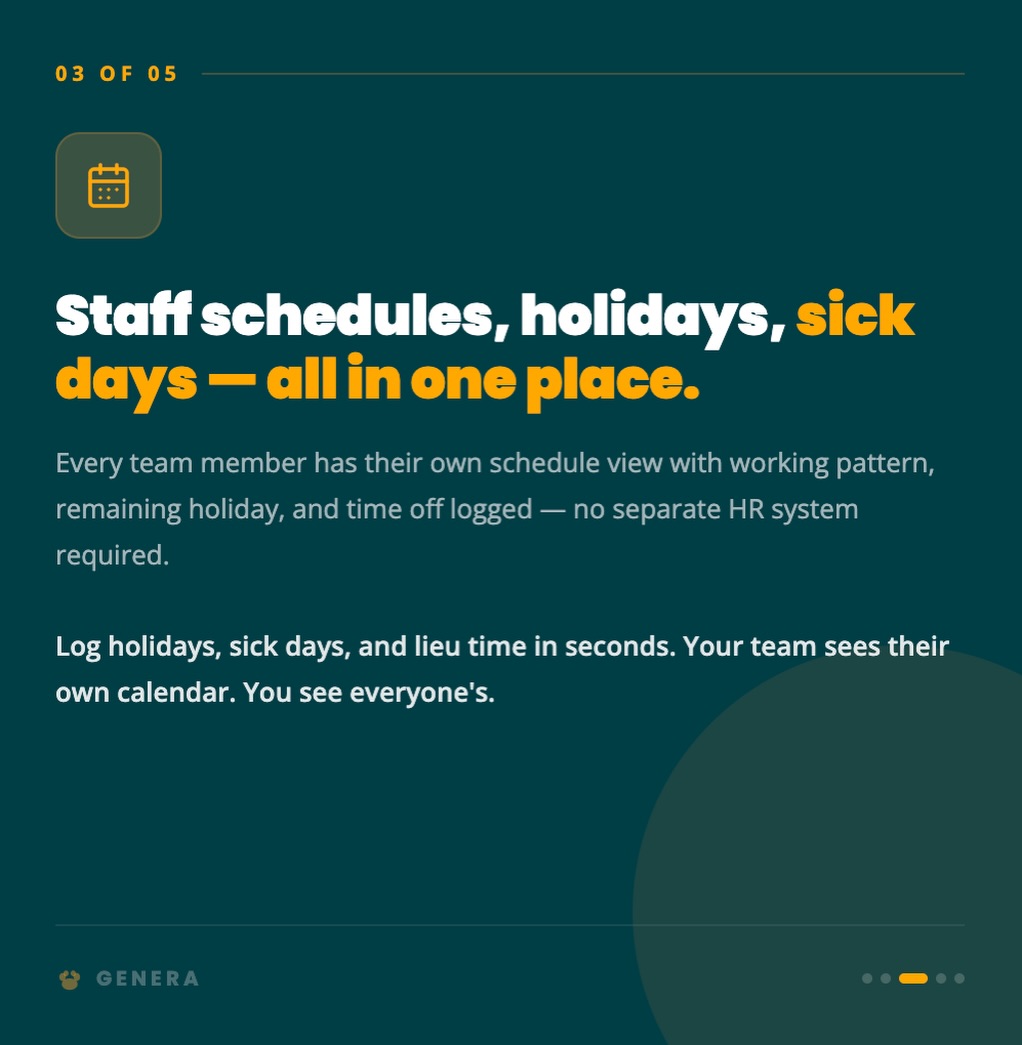 03 OF 05
Staff schedules, holidays, sick
days — all in one place.
Every team member has their own schedule view with working pattern,
remaining holiday, and time off logged — no separate HR system
required.
Log holidays, sick days, and lieu time in seconds. Your team sees their
own calendar. You see everyone's.
GENERA